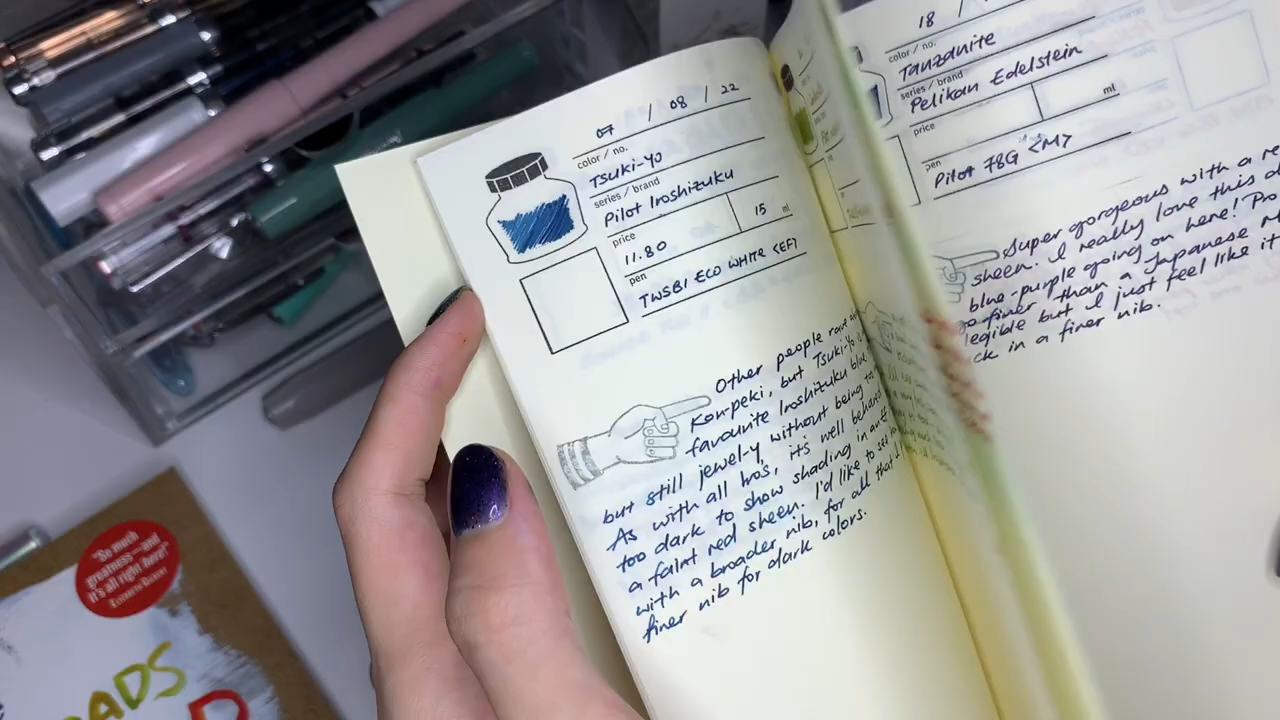 07 / 08 / 22
color / no.
Tsuki-Yo
series / brand
Pilot Iroshizuku
price
11.80
15 ml
pen
TWSBI ECO WHITE (EF)
Other people rave
Kon-peki, but Tsuki-Yo is
favourite Iroshizuku blue
but still jewel-y without being to
As with all Iro's, it's well behaved
too dark to show shading in an
a faint red sheen. I'd like to see
with a broader nib, for all that I
finer nib for dark colors.
18 /
color / no.
Tanzanite
series / brand
Pelikan Edelstein
price
ml
pen
Pilot 78G
Super gorgeous with a re
sheen. I really love this d
blue-purple going on here! Pro
go finer than a Japanese M
legible but I just feel like it
ck in a finer nib.
"So much
greatness—and
it's all right here!"
ADS